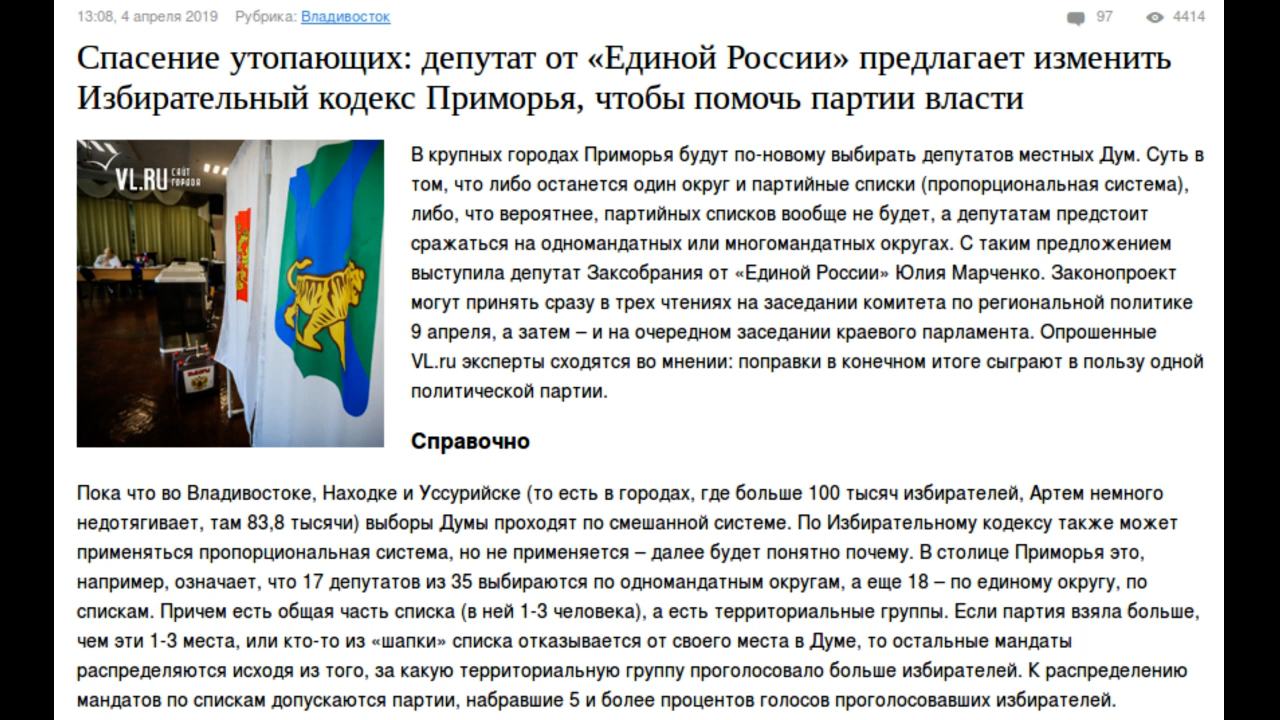 13:08, 4 апреля 2019 Рубрика: Владивосток 97 4414
Спасение утопающих: депутат от «Единой России» предлагает изменить
Избирательный кодекс Приморья, чтобы помочь партии власти
VL.RU САЙТ ГОРОДА
ВЫБОРЫ
В крупных городах Приморья будут по-новому выбирать депутатов местных Дум. Суть в
том, что либо останется один округ и партийные списки (пропорциональная система),
либо, что вероятнее, партийных списков вообще не будет, а депутатам предстоит
сражаться на одномандатных или многомандатных округах. С таким предложением
выступила депутат Заксобрания от «Единой России» Юлия Марченко. Законопроект
могут принять сразу в трех чтениях на заседании комитета по региональной политике
9 апреля, а затем – и на очередном заседании краевого парламента. Опрошенные
VL.ru эксперты сходятся во мнении: поправки в конечном итоге сыграют в пользу одной
политической партии.
Справочно
Пока что во Владивостоке, Находке и Уссурийске (то есть в городах, где больше 100 тысяч избирателей, Артем немного
недотягивает, там 83,8 тысячи) выборы Думы проходят по смешанной системе. По Избирательному кодексу также может
применяться пропорциональная система, но не применяется – далее будет понятно почему. В столице Приморья это,
например, означает, что 17 депутатов из 35 выбираются по одномандатным округам, а еще 18 – по единому округу, по
спискам. Причем есть общая часть списка (в ней 1-3 человека), а есть территориальные группы. Если партия взяла больше,
чем эти 1-3 места, или кто-то из «шапки» списка отказывается от своего места в Думе, то остальные мандаты
распределяются исходя из того, за какую территориальную группу проголосовало больше избирателей. К распределению
мандатов по спискам допускаются партии, набравшие 5 и более процентов голосов проголосовавших избирателей.